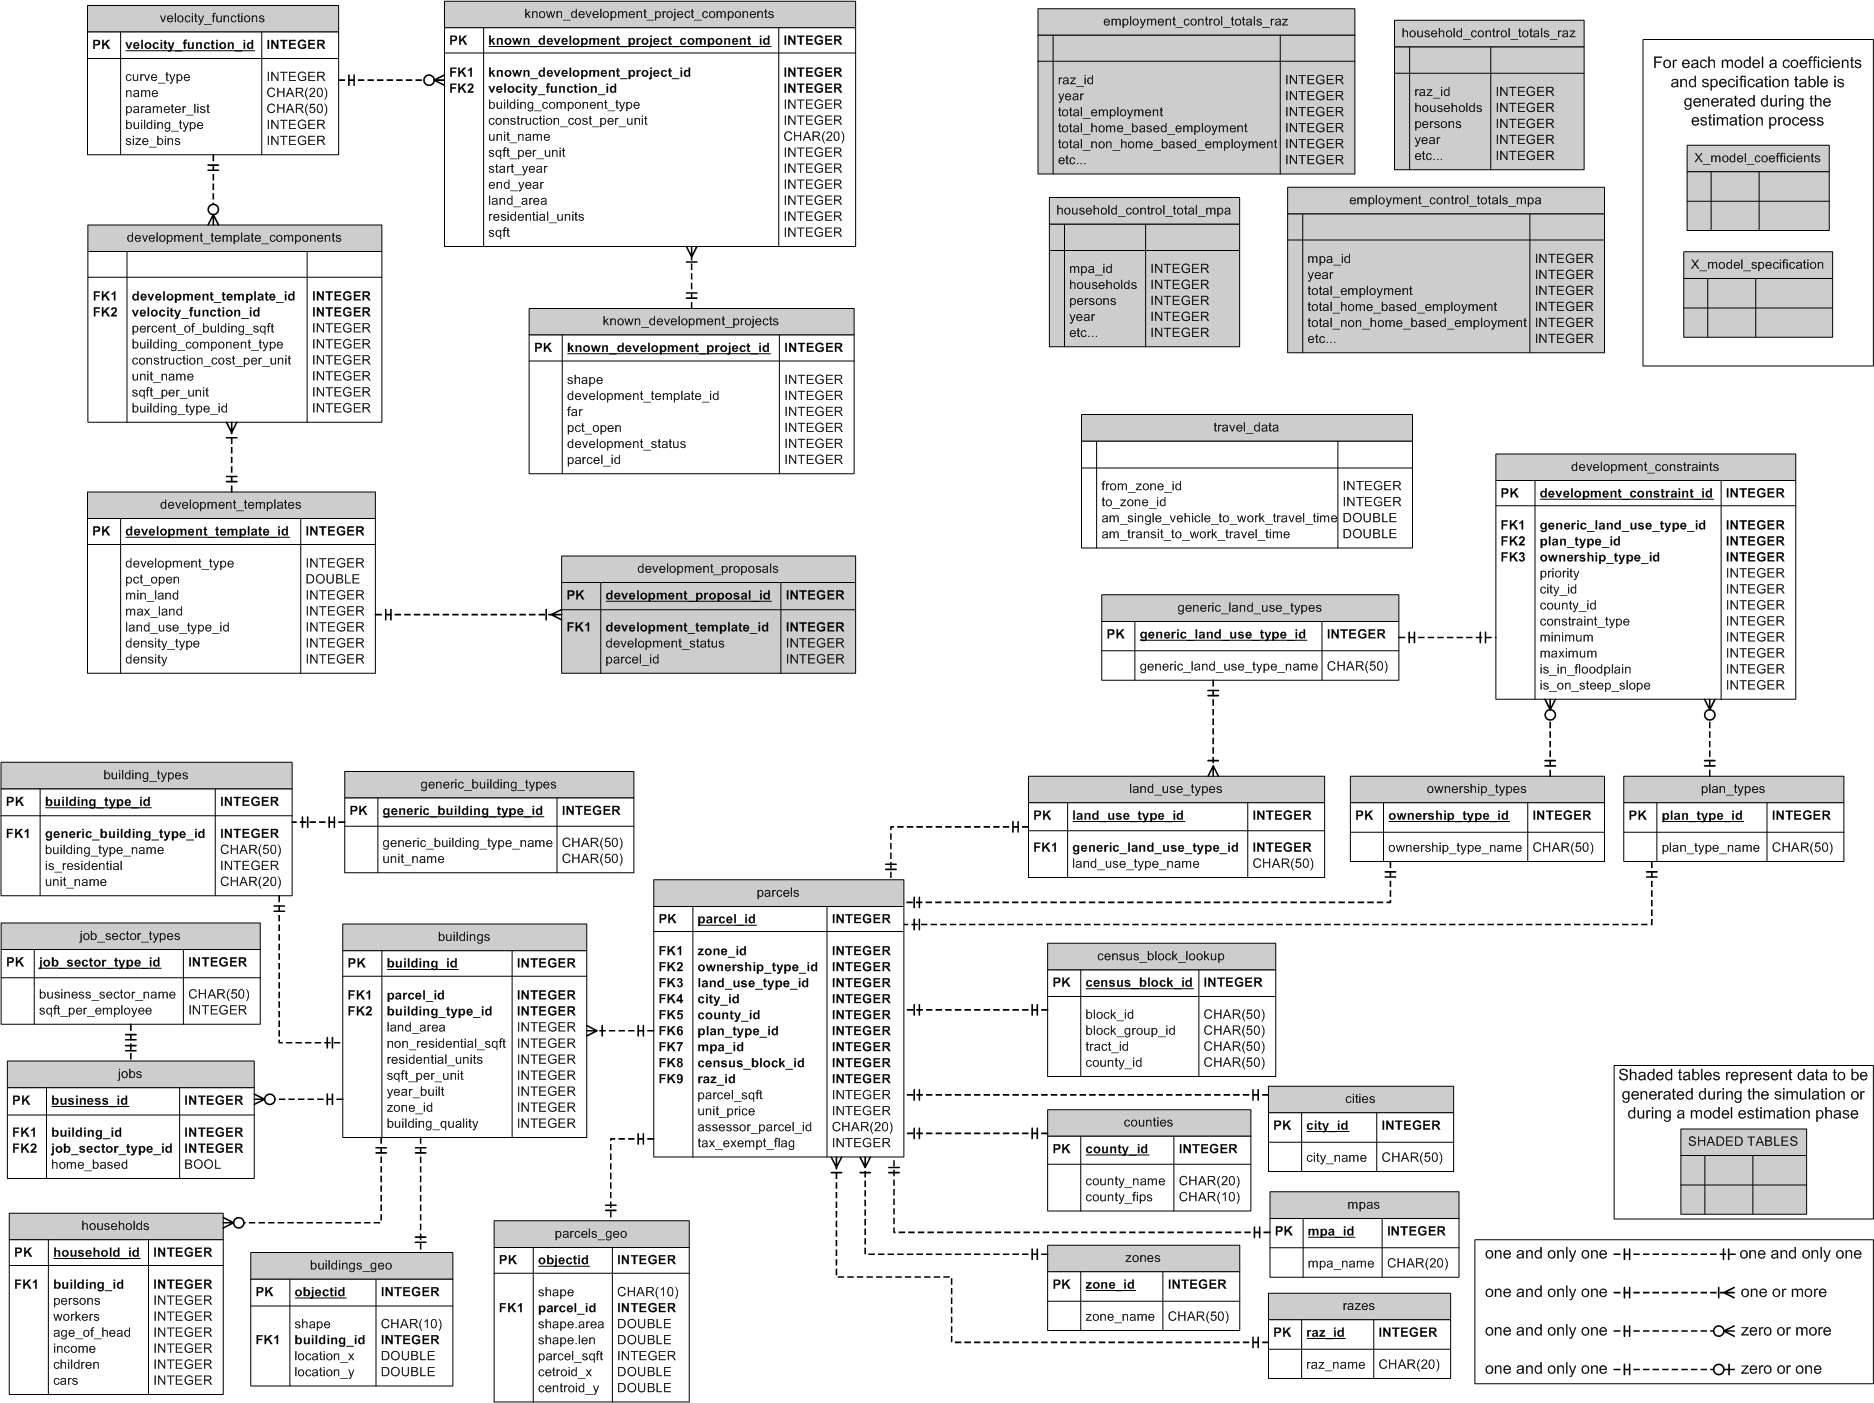 velocity_functions
PK velocity_function_id INTEGER
curve_type INTEGER
name CHAR(20)
parameter_list CHAR(50)
building_type INTEGER
size_bins INTEGER
known_development_project_components
PK known_development_project_component_id INTEGER
FK1 known_development_project_id INTEGER
FK2 velocity_function_id INTEGER
building_component_type INTEGER
construction_cost_per_unit INTEGER
unit_name CHAR(20)
sqft_per_unit INTEGER
start_year INTEGER
end_year INTEGER
land_area INTEGER
residential_units INTEGER
sqft INTEGER
employment_control_totals_raz
raz_id INTEGER
year INTEGER
total_employment INTEGER
total_home_based_employment INTEGER
total_non_home_based_employment INTEGER
etc... INTEGER
household_control_totals_raz
raz_id INTEGER
households INTEGER
persons INTEGER
year INTEGER
etc... INTEGER
For each model a coefficients
and specification table is
generated during the
estimation process
X_model_coefficients
X_model_specification
household_control_total_mpa
mpa_id INTEGER
households INTEGER
persons INTEGER
year INTEGER
etc... INTEGER
employment_control_totals_mpa
mpa_id INTEGER
year INTEGER
total_employment INTEGER
total_home_based_employment INTEGER
total_non_home_based_employment INTEGER
etc... INTEGER
development_template_components
FK1 development_template_id INTEGER
FK2 velocity_function_id INTEGER
percent_of_bulding_sqft INTEGER
building_component_type INTEGER
construction_cost_per_unit INTEGER
unit_name INTEGER
sqft_per_unit INTEGER
building_type_id INTEGER
known_development_projects
PK known_development_project_id INTEGER
shape INTEGER
development_template_id INTEGER
far INTEGER
pct_open INTEGER
development_status INTEGER
parcel_id INTEGER
travel_data
from_zone_id INTEGER
to_zone_id INTEGER
am_single_vehicle_to_work_travel_time DOUBLE
am_transit_to_work_travel_time DOUBLE
development_constraints
PK development_constraint_id INTEGER
FK1 generic_land_use_type_id INTEGER
FK2 plan_type_id INTEGER
FK3 ownership_type_id INTEGER
priority INTEGER
city_id INTEGER
county_id INTEGER
constraint_type INTEGER
minimum INTEGER
maximum INTEGER
is_in_floodplain INTEGER
is_on_steep_slope INTEGER
development_templates
PK development_template_id INTEGER
development_type INTEGER
pct_open DOUBLE
min_land INTEGER
max_land INTEGER
land_use_type_id INTEGER
density_type INTEGER
density INTEGER
development_proposals
PK development_proposal_id INTEGER
FK1 development_template_id INTEGER
development_status INTEGER
parcel_id INTEGER
generic_land_use_types
PK generic_land_use_type_id INTEGER
generic_land_use_type_name CHAR(50)
building_types
PK building_type_id INTEGER
FK1 generic_building_type_id INTEGER
building_type_name CHAR(50)
is_residential INTEGER
unit_name CHAR(20)
generic_building_types
PK generic_building_type_id INTEGER
generic_building_type_name CHAR(50)
unit_name CHAR(50)
land_use_types
PK land_use_type_id INTEGER
FK1 generic_land_use_type_id INTEGER
land_use_type_name CHAR(50)
ownership_types
PK ownership_type_id INTEGER
ownership_type_name CHAR(50)
plan_types
PK plan_type_id INTEGER
plan_type_name CHAR(50)
job_sector_types
PK job_sector_type_id INTEGER
business_sector_name CHAR(50)
sqft_per_employee INTEGER
buildings
PK building_id INTEGER
FK1 parcel_id INTEGER
FK2 building_type_id INTEGER
land_area INTEGER
non_residential_sqft INTEGER
residential_units INTEGER
sqft_per_unit INTEGER
year_built INTEGER
zone_id INTEGER
building_quality INTEGER
parcels
PK parcel_id INTEGER
FK1 zone_id INTEGER
FK2 ownership_type_id INTEGER
FK3 land_use_type_id INTEGER
FK4 city_id INTEGER
FK5 county_id INTEGER
FK6 plan_type_id INTEGER
FK7 mpa_id INTEGER
FK8 census_block_id INTEGER
FK9 raz_id INTEGER
parcel_sqft INTEGER
unit_price INTEGER
assessor_parcel_id CHAR(20)
tax_exempt_flag INTEGER
census_block_lookup
PK census_block_id INTEGER
block_id CHAR(50)
block_group_id CHAR(50)
tract_id CHAR(50)
county_id CHAR(50)
jobs
PK business_id INTEGER
FK1 building_id INTEGER
FK2 job_sector_type_id INTEGER
home_based BOOL
cities
PK city_id INTEGER
city_name CHAR(50)
counties
PK county_id INTEGER
county_name CHAR(20)
county_fips CHAR(10)
Shaded tables represent data to be
generated during the simulation or
during a model estimation phase
SHADED TABLES
households
PK household_id INTEGER
FK1 building_id INTEGER
persons INTEGER
workers INTEGER
age_of_head INTEGER
income INTEGER
children INTEGER
cars INTEGER
buildings_geo
PK objectid INTEGER
shape CHAR(10)
FK1 building_id INTEGER
location_x DOUBLE
location_y DOUBLE
parcels_geo
PK objectid INTEGER
shape CHAR(10)
FK1 parcel_id INTEGER
shape.area DOUBLE
shape.len DOUBLE
parcel_sqft INTEGER
cetroid_x DOUBLE
centroid_y DOUBLE
mpas
PK mpa_id INTEGER
mpa_name CHAR(20)
zones
PK zone_id INTEGER
zone_name CHAR(50)
razes
PK raz_id INTEGER
raz_name CHAR(20)
one and only one one and only one
one and only one one or more
one and only one zero or more
one and only one zero or one